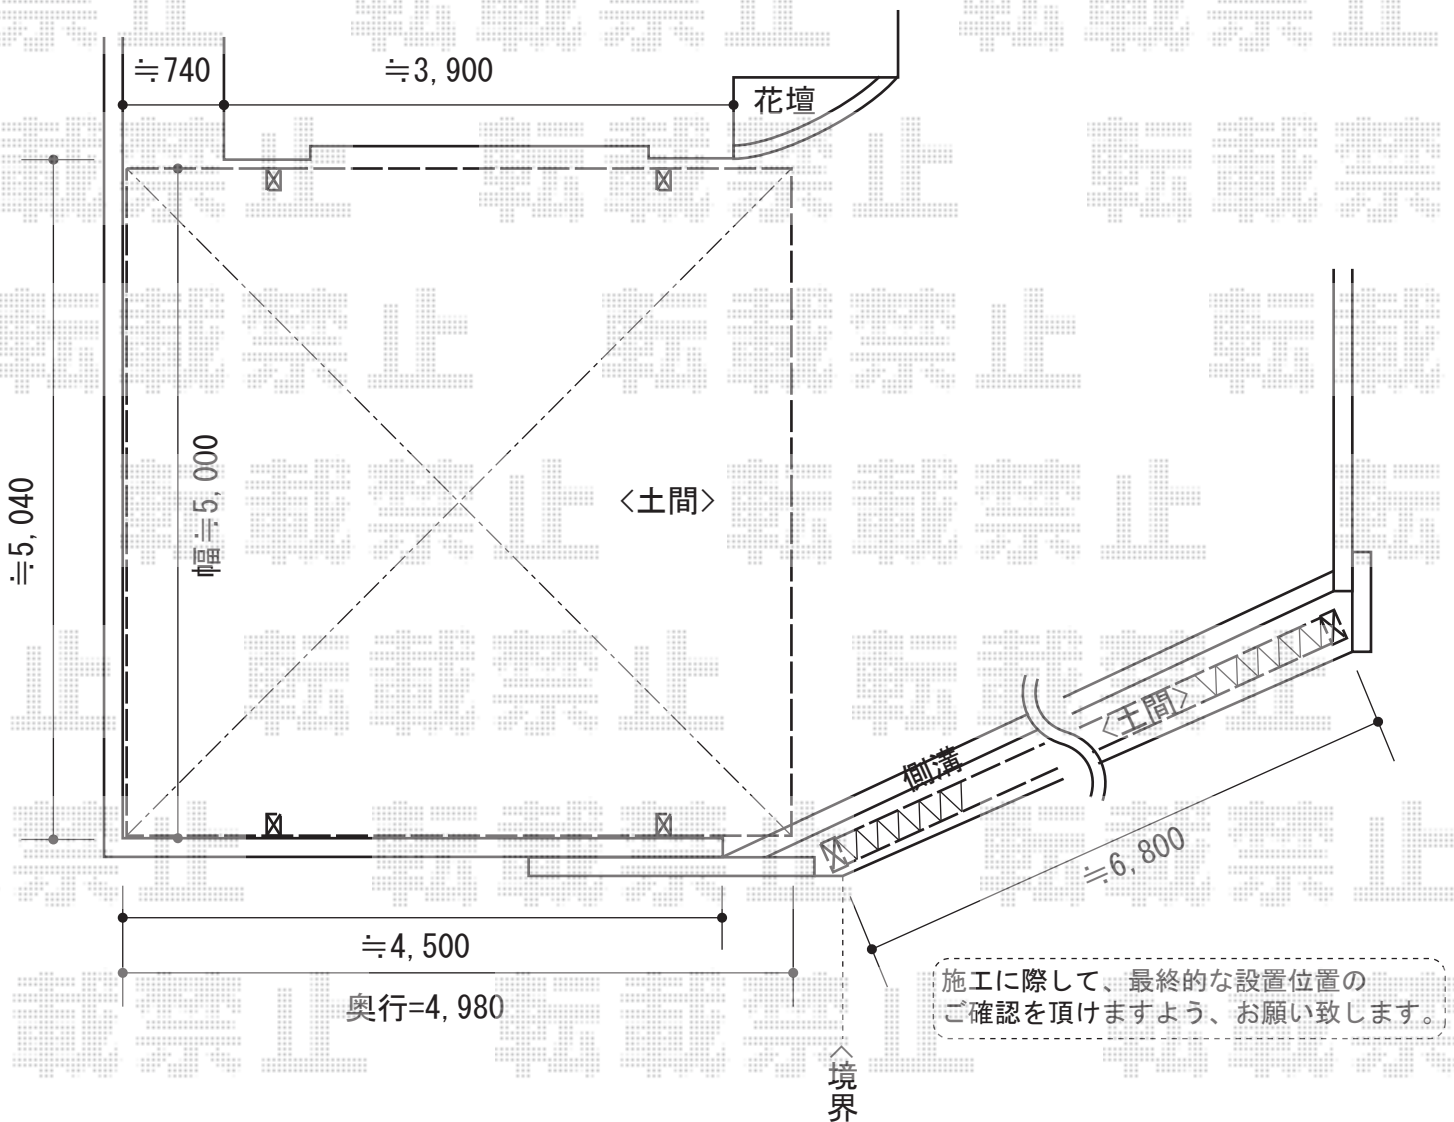 ≒740
≒3,900
花壇
≒5,040
幅≒5,000
<土間>
<土間>
側溝
≒6,800
≒4,500
奥行=4,980
施工に際して、最終的な設置位置の
ご確認を頂けますよう、お願い致します。
<境界
転載禁止